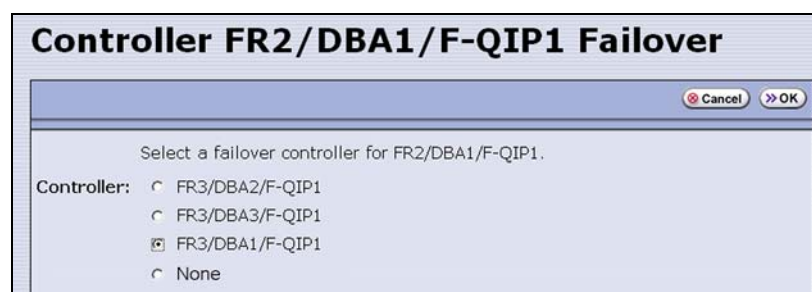 Controller FR2/DBA1/F-QIP1 Failover
Cancel OK
Select a failover controller for FR2/DBA1/F-QIP1.
Controller: FR3/DBA2/F-QIP1
FR3/DBA3/F-QIP1
FR3/DBA1/F-QIP1
None